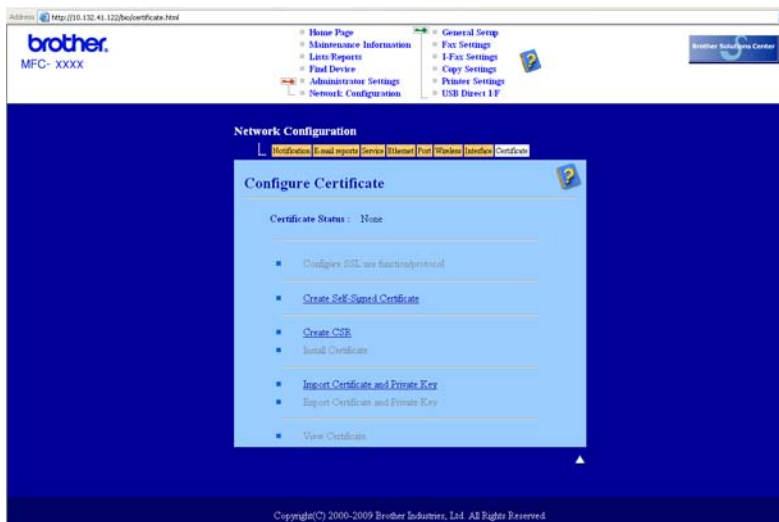 Address http://10.132.41.122/bio/certificate.html
brother.
MFC- XXXX
Home Page
Maintenance Information
Lists/Reports
Find Device
Administrator Settings
Network Configuration
General Setup
Fax Settings
I-Fax Settings
Copy Settings
Printer Settings
USB Direct I/F
Brother Solutions Center
Network Configuration
Notification E-mail reports Service Ethernet Port Wireless Interface Certificate
Configure Certificate
Certificate Status : None
Configure SSL use function/protocol
Create Self-Signed Certificate
Create CSR
Install Certificate
Import Certificate and Private Key
Export Certificate and Private Key
View Certificate
Copyright(C) 2000-2009 Brother Industries, Ltd. All Rights Reserved.